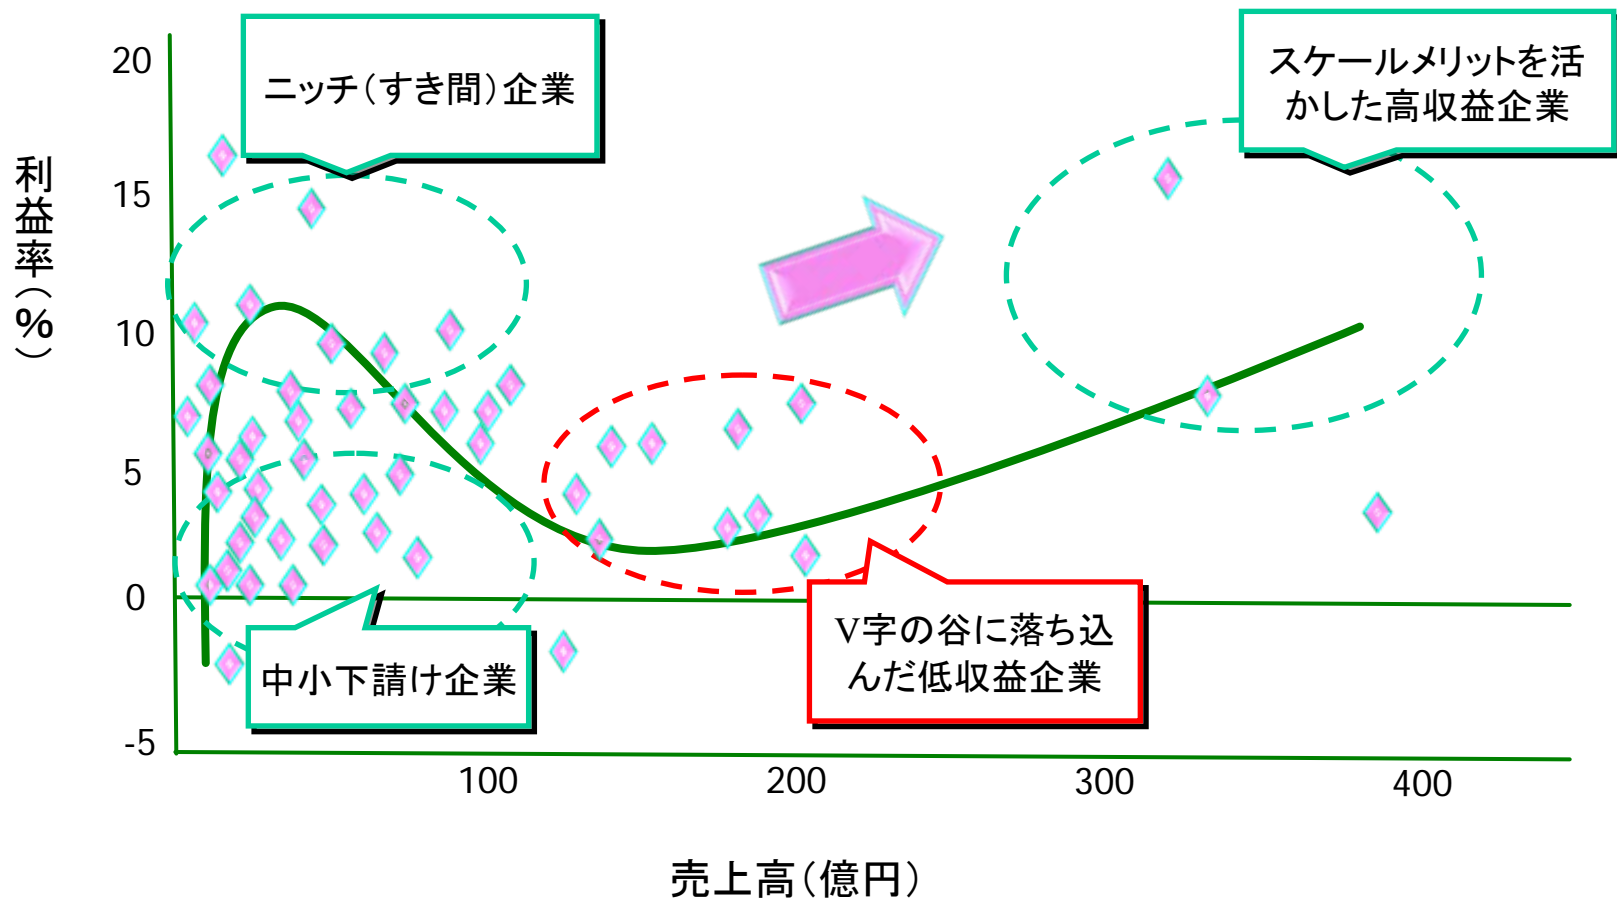 20
ニッチ（すき間）企業
スケールメリットを活
かした高収益企業
利益率（％）
15
10
5
0
V字の谷に落ち込
んだ低収益企業
中小下請け企業
-5
100
200
300
400
売上高（億円）